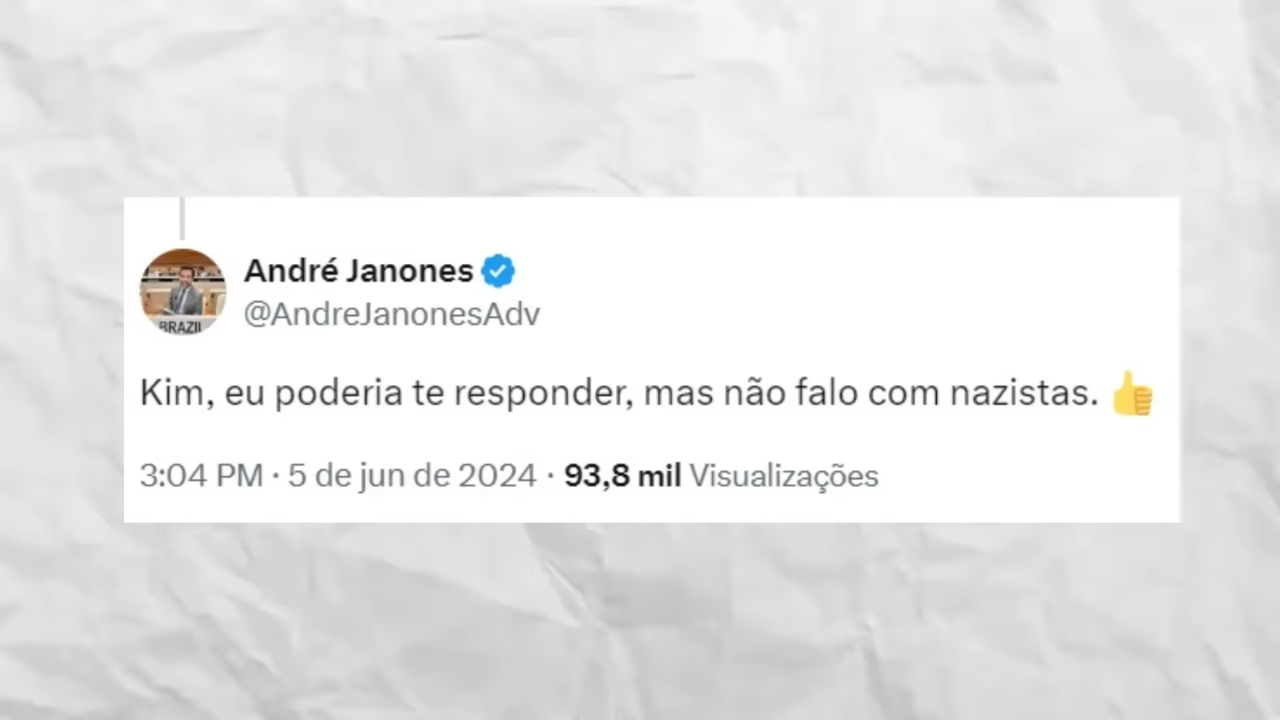 BRAZIL
André Janones
@AndreJanonesAdv
Kim, eu poderia te responder, mas não falo com nazistas. 👍
3:04 PM · 5 de jun de 2024 · 93,8 mil Visualizações